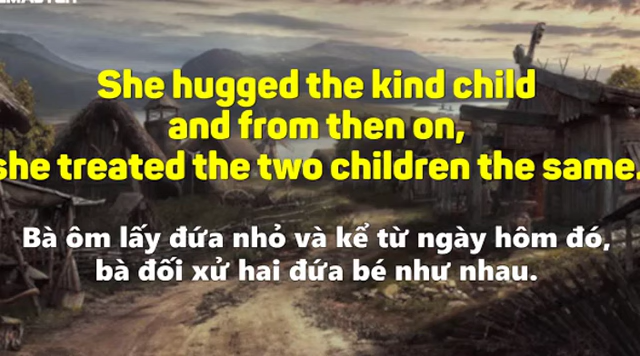 She hugged the kind child
and from then on,
she treated the two children the same.
Bà ôm lấy đứa nhỏ và kể từ ngày hôm đó,
bà đối xử hai đứa bé như nhau.